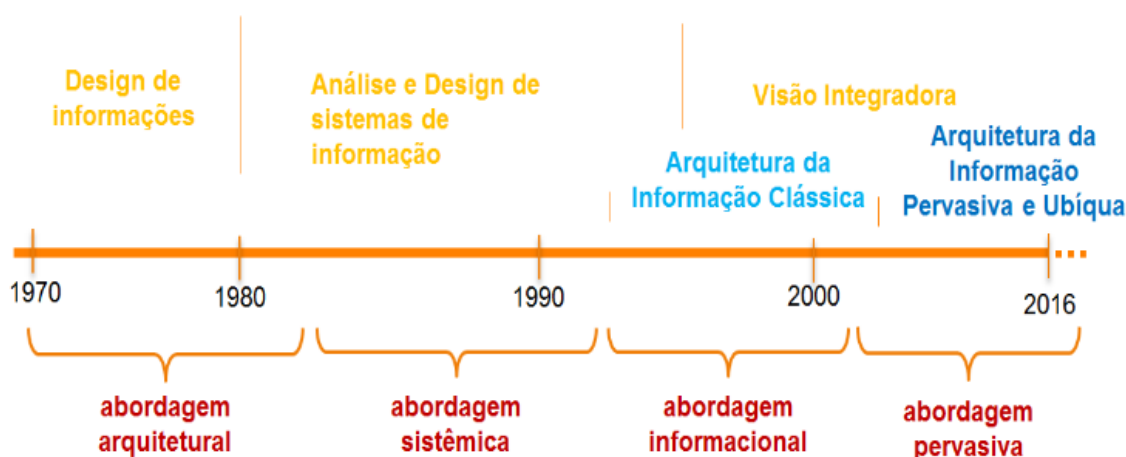 Design de
informações
Análise e Design de
sistemas de
informação
Visão Integradora
Arquitetura da
Informação Clássica
Arquitetura da
Informação
Pervasiva e Ubíqua
1970
1980
1990
2000
2016
abordagem
arquitetural
abordagem
sistêmica
abordagem
informacional
abordagem
pervasiva